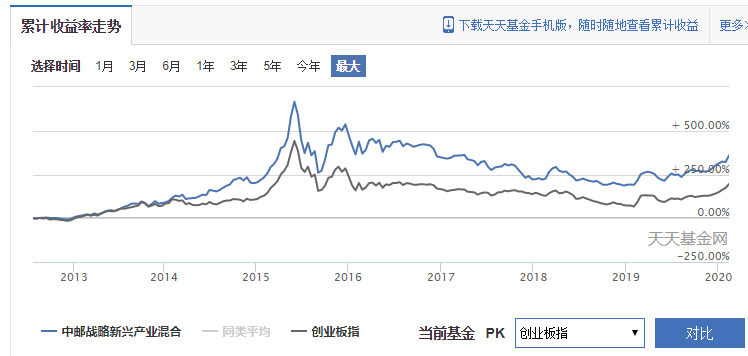 累计收益率走势
下载天天基金手机版，随时随地查看累计收益
更多>
选择时间 1月 3月 6月 1年 3年 5年 今年 最大
+ 500.00%
+ 250.00%
0.00%
天天基金网
-250.00%
2013 2014 2015 2016 2017 2018 2019 2020
中邮战略新兴产业混合 同类平均 创业板指 当前基金 PK 创业板指 对比